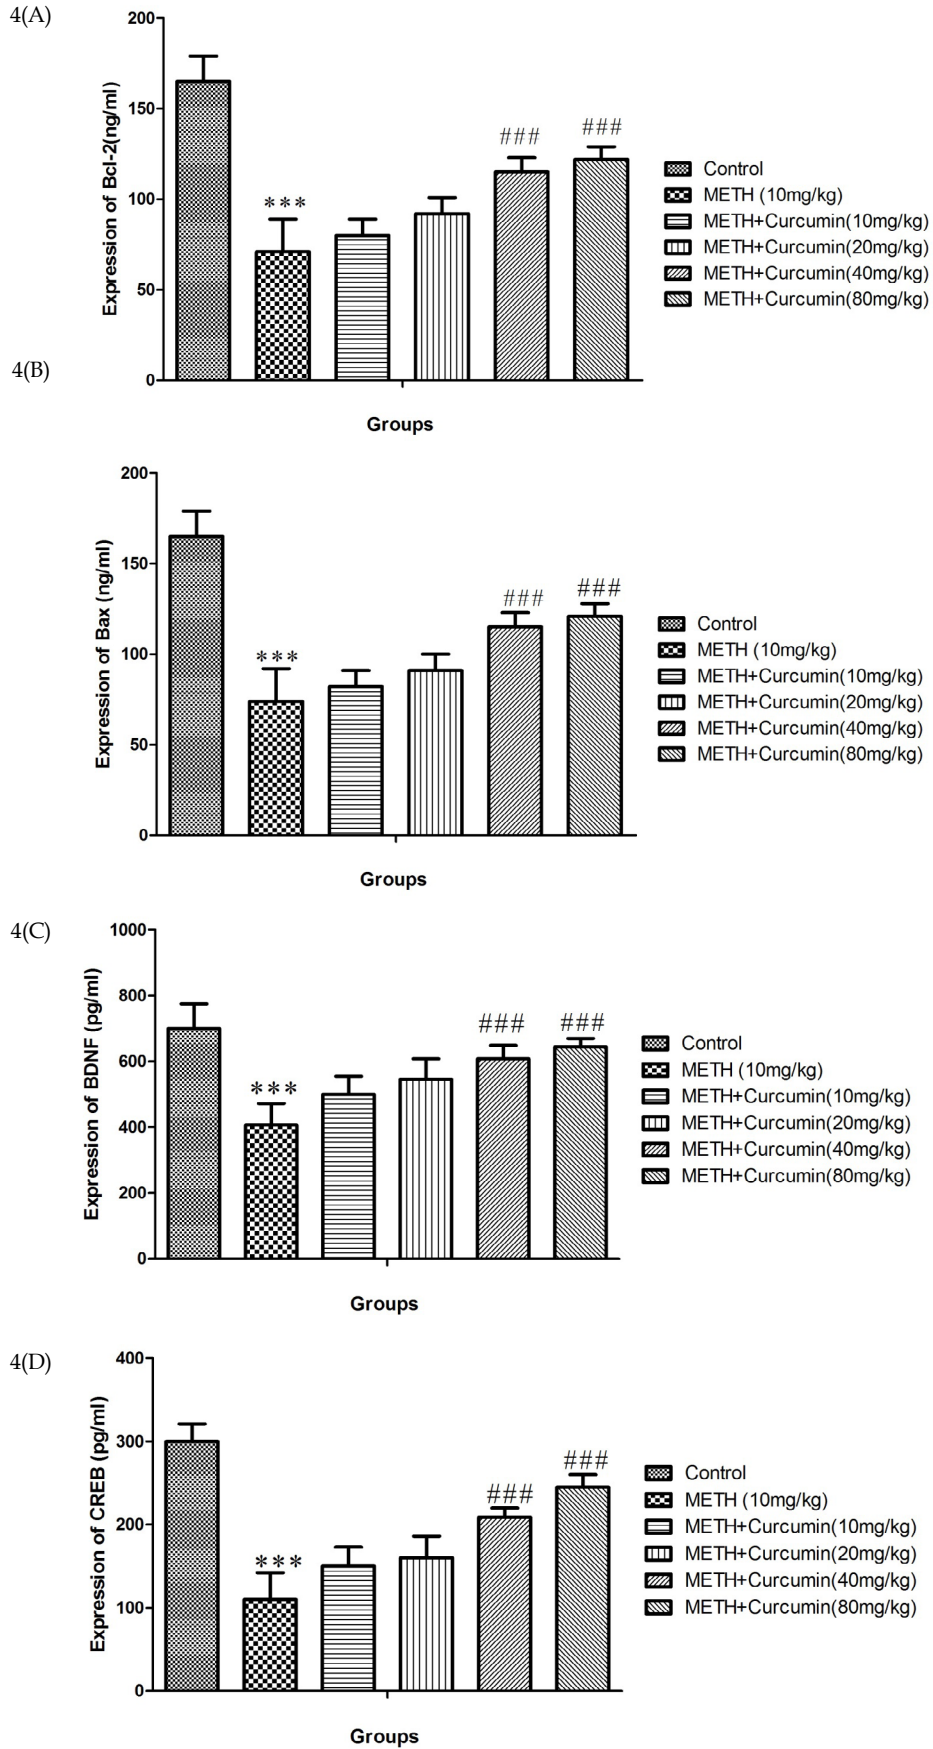 4(A)
200
150
100
50
0
Expression of Bcl-2(ng/ml)
***
###
###
Groups
Control
METH (10mg/kg)
METH+Curcumin(10mg/kg)
METH+Curcumin(20mg/kg)
METH+Curcumin(40mg/kg)
METH+Curcumin(80mg/kg)
4(B)
200
150
100
50
0
Expression of Bax (ng/ml)
***
###
###
Groups
Control
METH (10mg/kg)
METH+Curcumin(10mg/kg)
METH+Curcumin(20mg/kg)
METH+Curcumin(40mg/kg)
METH+Curcumin(80mg/kg)
4(C)
1000
800
600
400
200
0
Expression of BDNF (pg/ml)
***
###
###
Groups
Control
METH (10mg/kg)
METH+Curcumin(10mg/kg)
METH+Curcumin(20mg/kg)
METH+Curcumin(40mg/kg)
METH+Curcumin(80mg/kg)
4(D)
400
300
200
100
0
Expression of CREB (pg/ml)
***
###
###
Groups
Control
METH (10mg/kg)
METH+Curcumin(10mg/kg)
METH+Curcumin(20mg/kg)
METH+Curcumin(40mg/kg)
METH+Curcumin(80mg/kg)